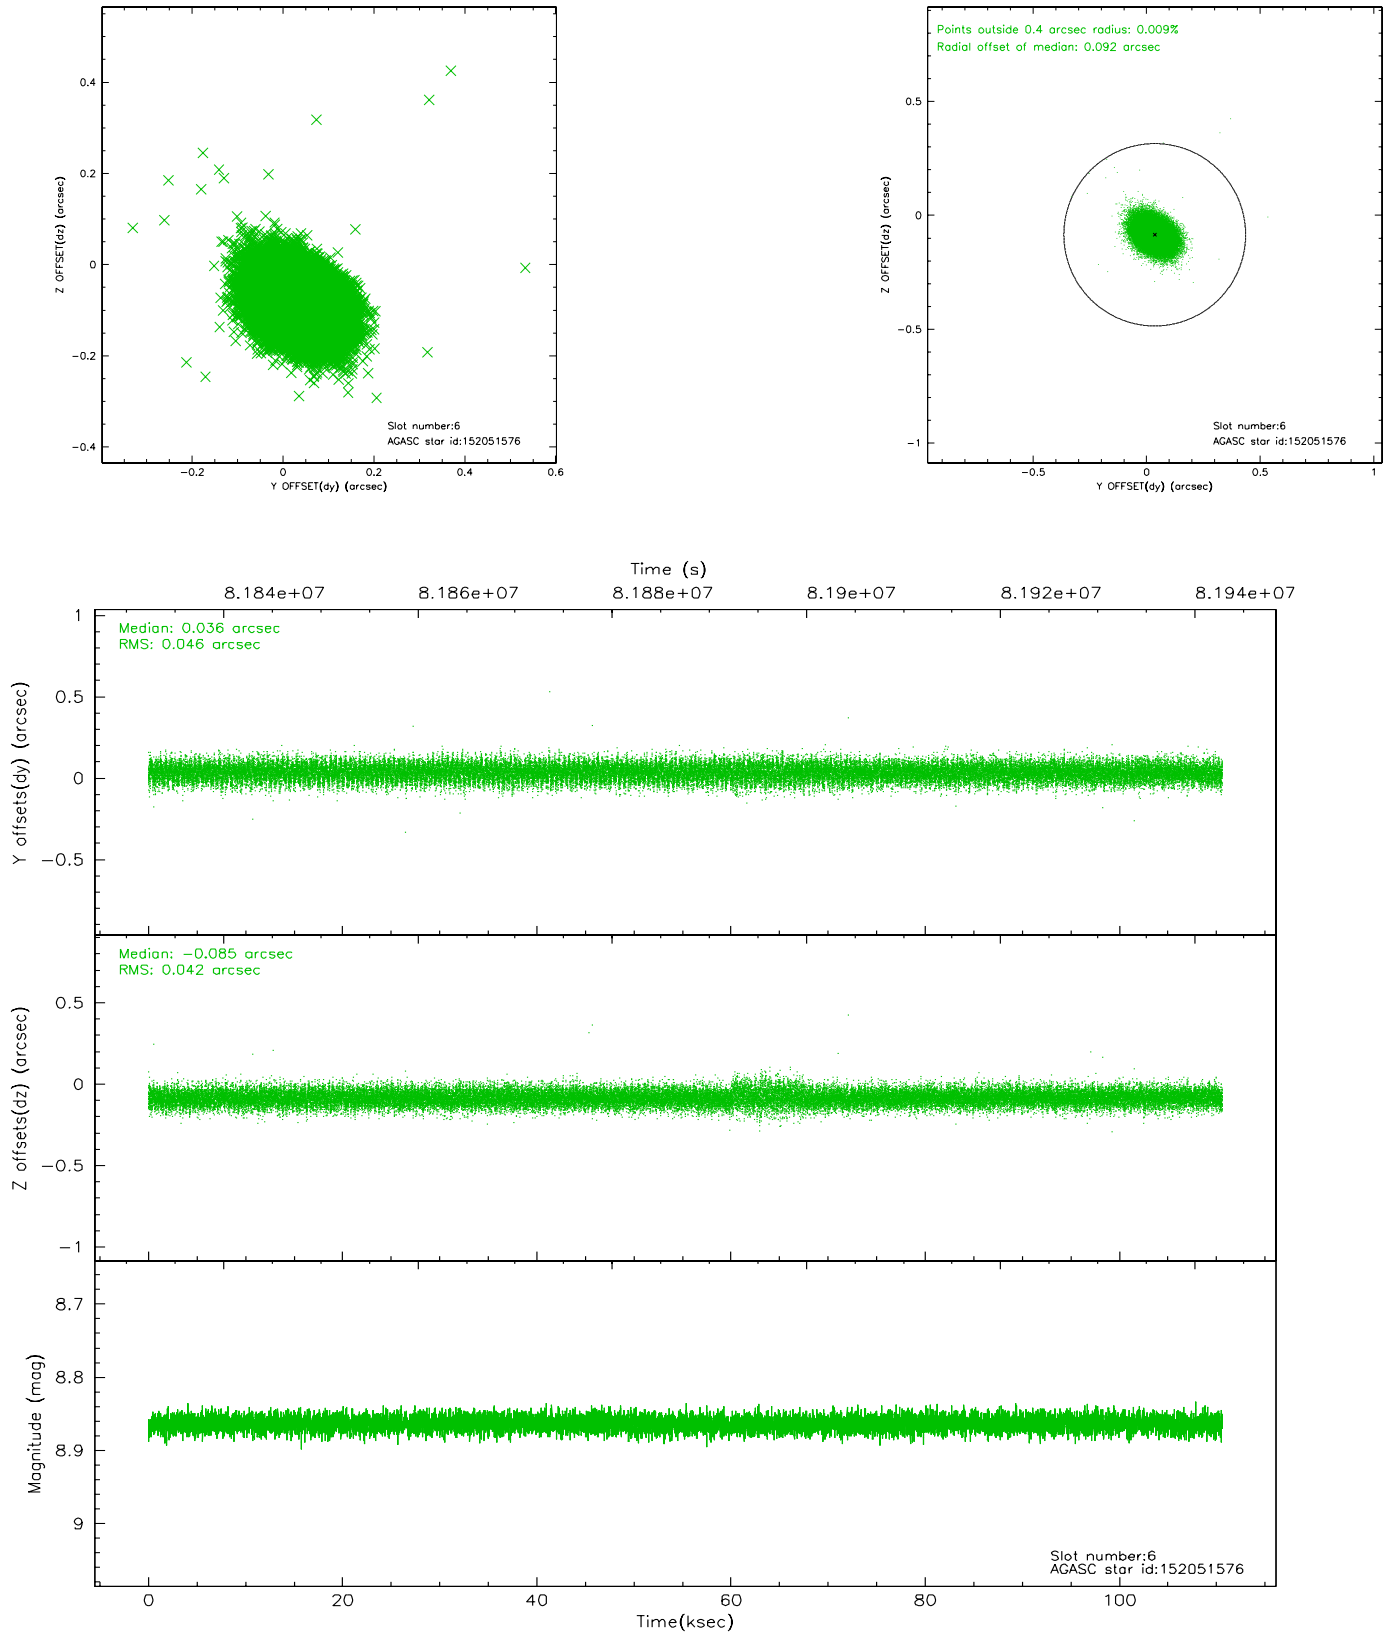 0.4
0.2
0
−0.2
−0.4
Z OFFSET(dz) (arcsec)
Slot number:6
AGASC star id:152051576
−0.2 0 0.2 0.4 0.6
Y OFFSET(dy) (arcsec)
Points outside 0.4 arcsec radius: 0.009%
Radial offset of median: 0.092 arcsec
0.5
0
−0.5
−1
Z OFFSET(dz) (arcsec)
Slot number:6
AGASC star id:152051576
−0.5 0 0.5 1
Y OFFSET(dy) (arcsec)
Time (s)
8.184e+07 8.186e+07 8.188e+07 8.19e+07 8.192e+07 8.194e+07
Median: 0.036 arcsec
RMS: 0.046 arcsec
1
0.5
0
−0.5
Y offsets(dy) (arcsec)
Median: −0.085 arcsec
RMS: 0.042 arcsec
0.5
0
−0.5
−1
Z offsets(dz) (arcsec)
8.7
8.8
8.9
9
Magnitude (mag)
Slot number:6
AGASC star id:152051576
0 20 40 60 80 100
Time(ksec)